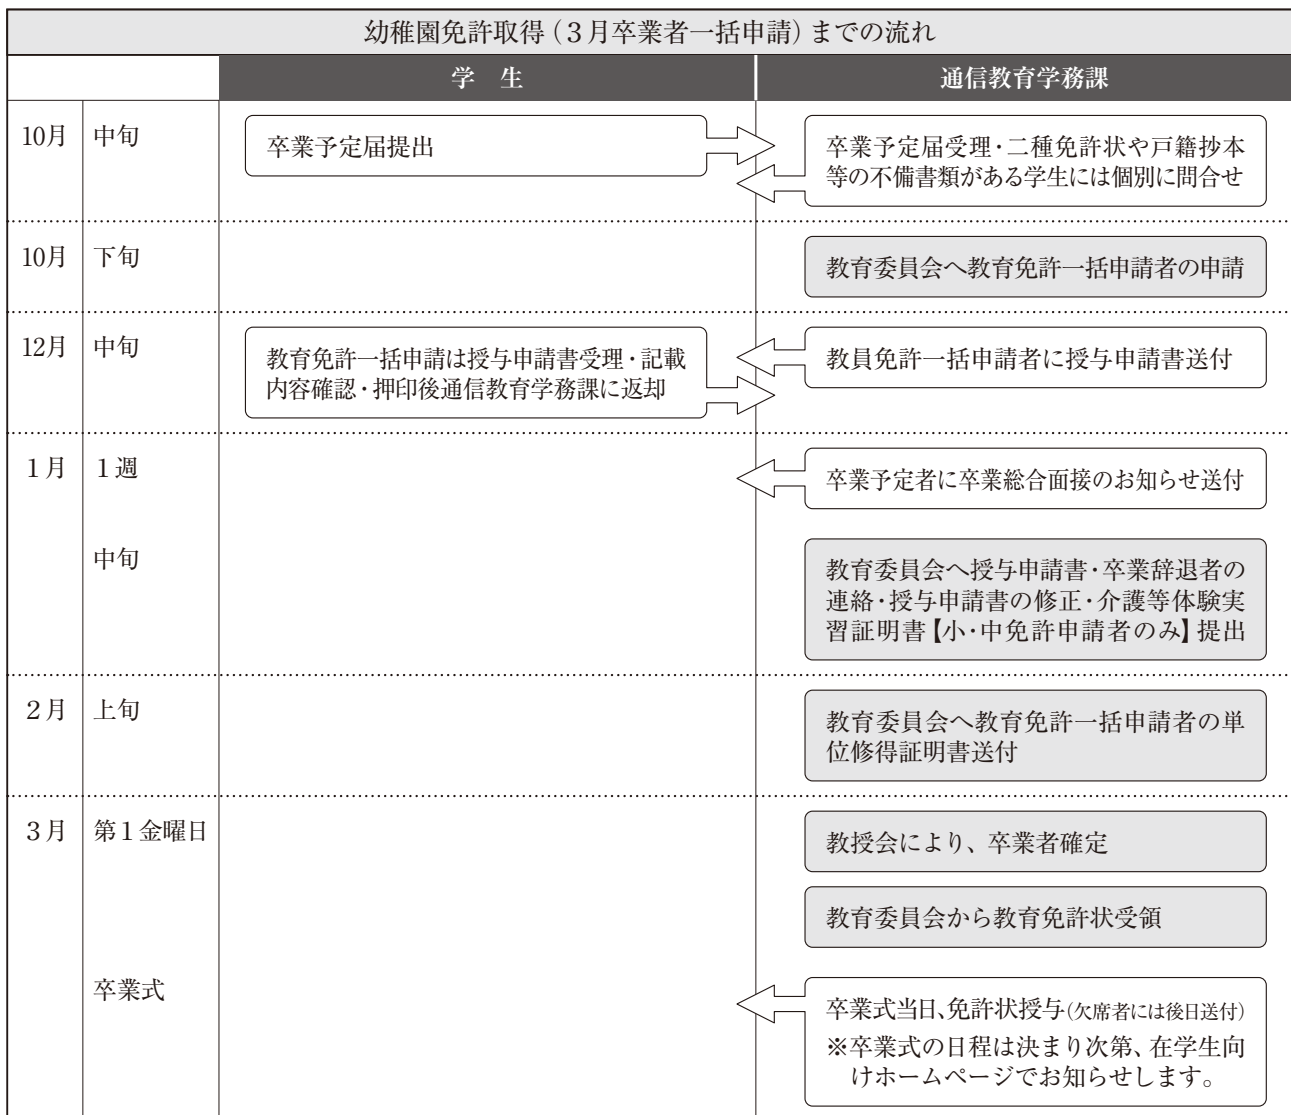 幼稚園免許取得（３月卒業者一括申請）までの流れ
学　生
通信教育学務課
10月
中旬
卒業予定届提出
卒業予定届受理・二種免許状や戸籍抄本
等の不備書類がある学生には個別に問合せ
10月
下旬
教育委員会へ教育免許一括申請者の申請
12月
中旬
教育免許一括申請は授与申請書受理・記載
内容確認・押印後通信教育学務課に返却
教員免許一括申請者に授与申請書送付
１月
１週
卒業予定者に卒業総合面接のお知らせ送付
中旬
教育委員会へ授与申請書・卒業辞退者の
連絡・授与申請書の修正・介護等体験実
習証明書【小・中免許申請者のみ】提出
２月
上旬
教育委員会へ教育免許一括申請者の単
位修得証明書送付
３月
第１金曜日
教授会により、卒業者確定
教育委員会から教育免許状受領
卒業式
卒業式当日、免許状授与（欠席者には後日送付）
※卒業式の日程は決まり次第、在学生向
けホームページでお知らせします。